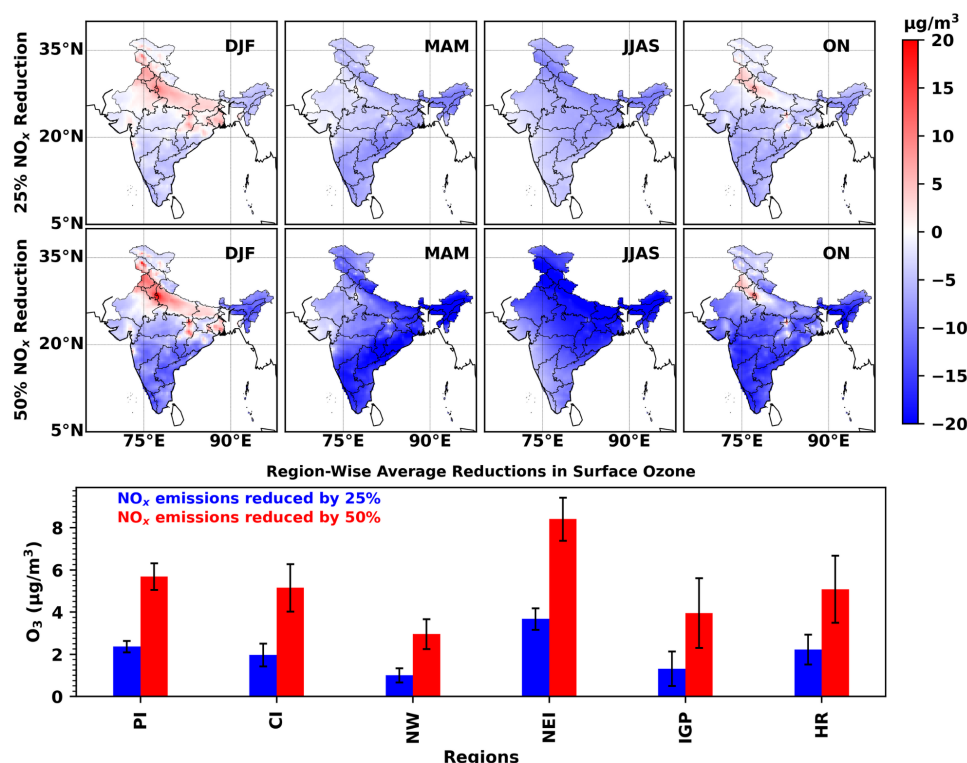 µg/m³
35°N
DJF
MAM
JJAS
ON
20
25% NOₓ Reduction
15
20°N
10
5
5°N
0
35°N
DJF
MAM
JJAS
ON
50% NOₓ Reduction
−5
−10
20°N
−15
5°N
−20
75°E 90°E 75°E 90°E 75°E 90°E 75°E 90°E
Region-Wise Average Reductions in Surface Ozone
NOₓ emissions reduced by 25%
NOₓ emissions reduced by 50%
O₃ (µg/m³)
8
6
4
2
0
PI CI NW NEI IGP HR
Regions